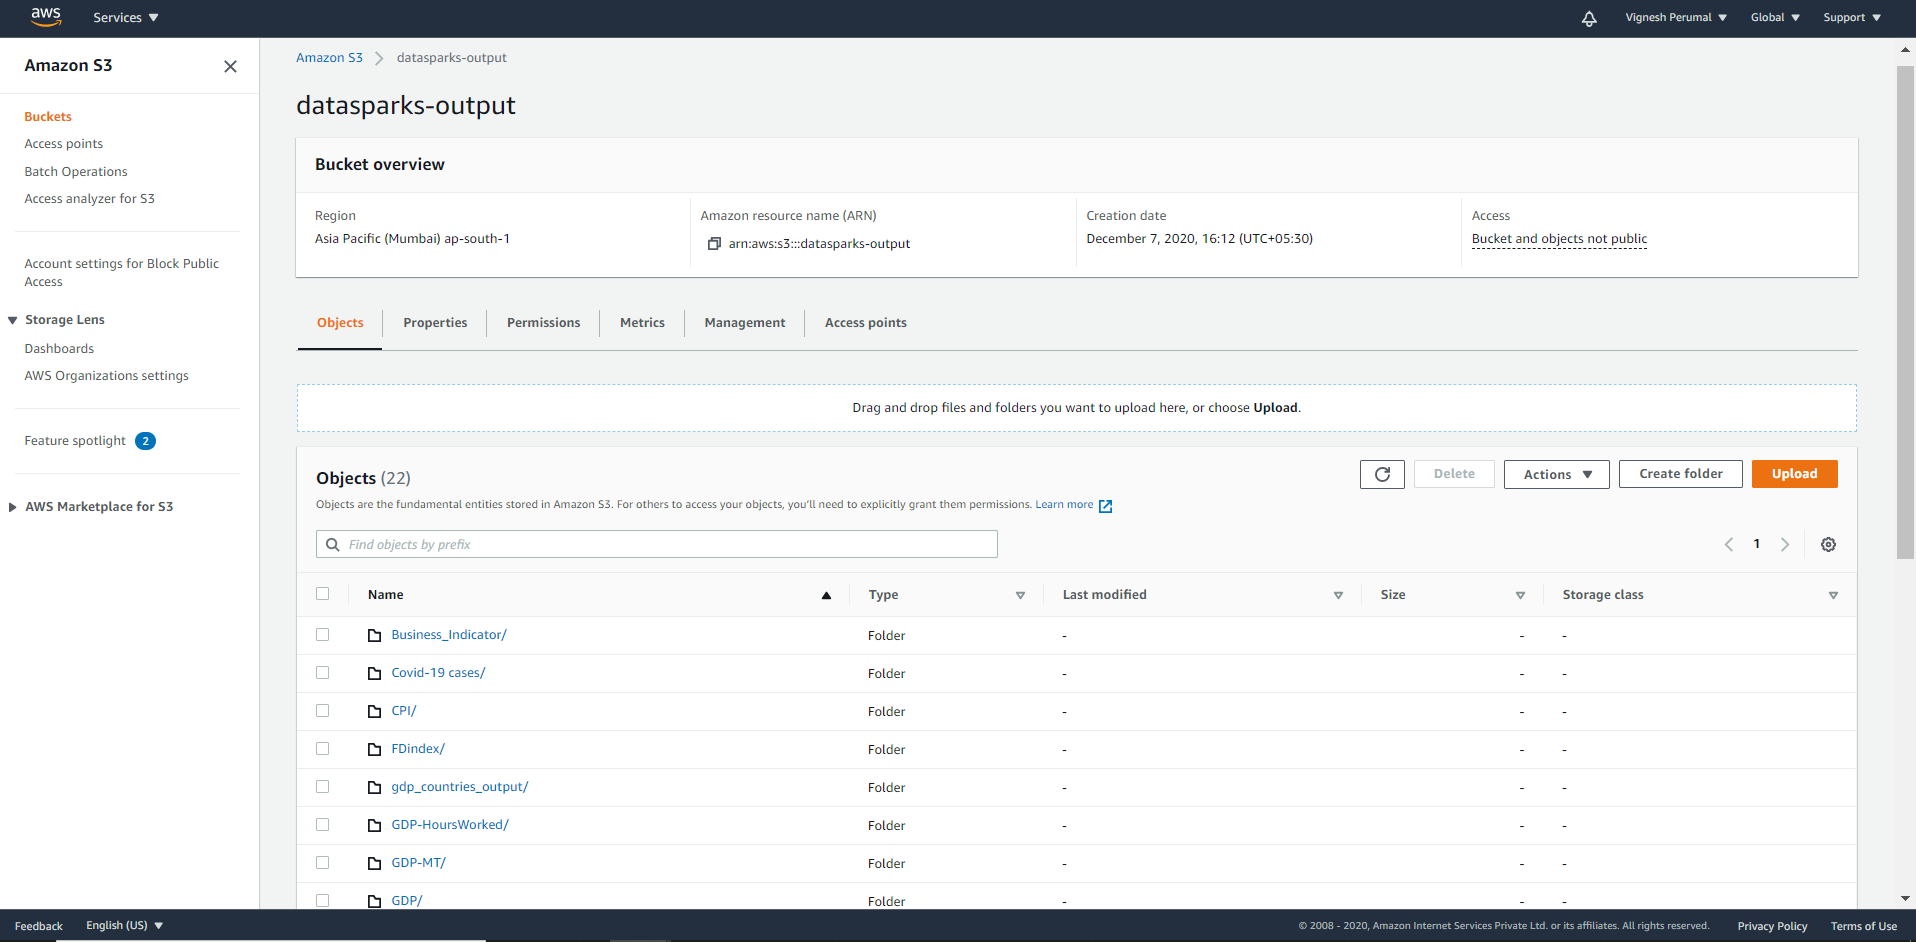 aws
Services
Vignesh Perumal
Global
Support
Amazon S3
Buckets
Access points
Batch Operations
Access analyzer for S3
Account settings for Block Public
Access
Storage Lens
Dashboards
AWS Organizations settings
Feature spotlight 2
AWS Marketplace for S3
Amazon S3 datasparks-output
datasparks-output
Bucket overview
Region
Asia Pacific (Mumbai) ap-south-1
Amazon resource name (ARN)
arn:aws:s3:::datasparks-output
Creation date
December 7, 2020, 16:12 (UTC+05:30)
Access
Bucket and objects not public
Objects Properties Permissions Metrics Management Access points
Drag and drop files and folders you want to upload here, or choose Upload.
Objects (22)
Delete Actions Create folder Upload
Objects are the fundamental entities stored in Amazon S3. For others to access your objects, you'll need to explicitly grant them permissions. Learn more
Find objects by prefix
1
Name Type Last modified Size Storage class
Business_Indicator/ Folder - - -
Covid-19 cases/ Folder - - -
CPI/ Folder - - -
FDindex/ Folder - - -
gdp_countries_output/ Folder - - -
GDP-HoursWorked/ Folder - - -
GDP-MT/ Folder - - -
GDP/ Folder - - -
Feedback English (US)
© 2008 - 2020, Amazon Internet Services Private Ltd. or its affiliates. All rights reserved. Privacy Policy Terms of Use